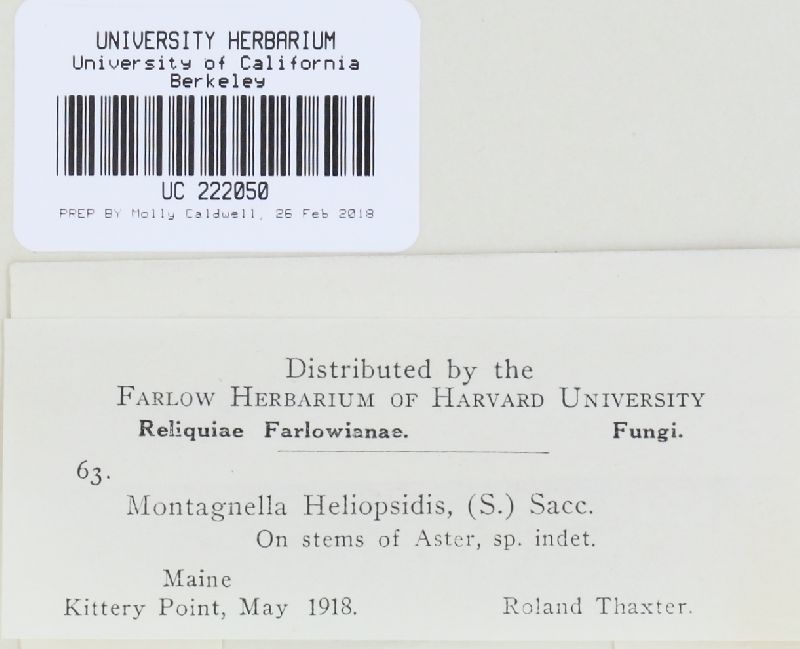 UNIVERSITY HERBARIUM
University of California
Berkeley
UC 222050
PREP BY Molly Caldwell, 26 Feb 2018
Distributed by the
FARLOW HERBARIUM OF HARVARD UNIVERSITY
Reliquiae Farlowianae. Fungi.
63.
Montagnella Heliopsidis, (S.) Sacc.
On stems of Aster, sp. indet.
Maine
Kittery Point, May 1918. Roland Thaxter.